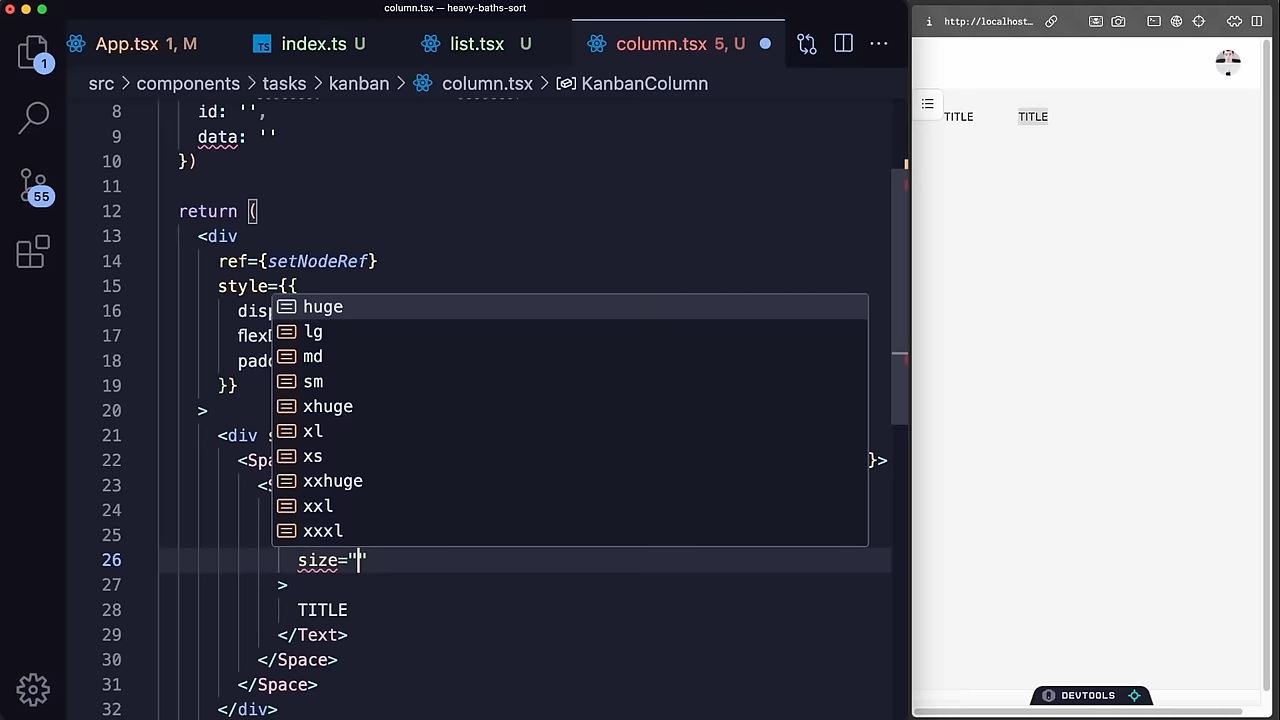 column.tsx — heavy-baths-sort
App.tsx 1, M
TS index.ts U
list.tsx U
column.tsx 5, U
http://localhost...
src > components > tasks > kanban > column.tsx > KanbanColumn
1
55
8 id: '',
9 data: ''
10 })
11
12 return (
13 <div
14 ref={setNodeRef}
15 style={{
16 disp
17 flexD
18 padd
19 }}
20 >
21 <div s
22 <Spa }>
23 <S
24
25
26 size=""
27 >
28 TITLE
29 </Text>
30 </Space>
31 </Space>
32 </div>
huge
lg
md
sm
xhuge
xl
xs
xxhuge
xxl
xxxl
TITLE TITLE
DEVTOOLS